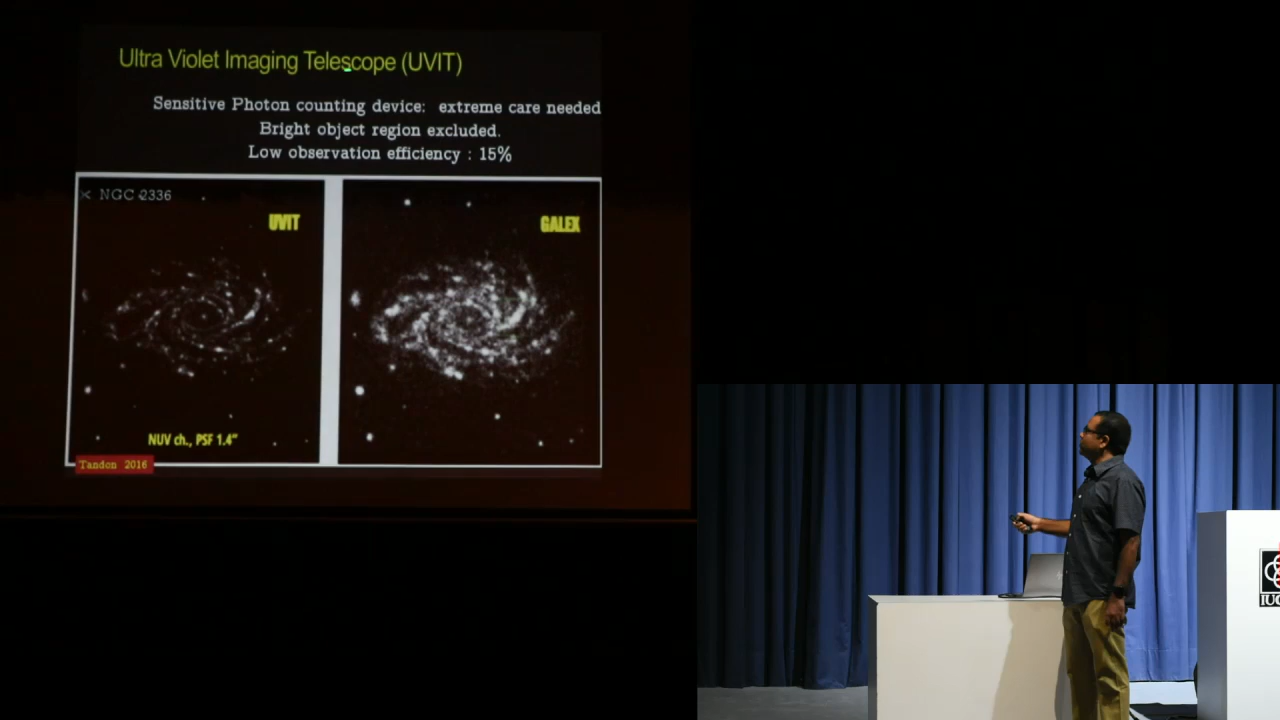 Ultra Violet Imaging Telescope (UVIT)
Sensitive Photon counting device: extreme care needed
Bright object region excluded.
Low observation efficiency : 15%
NGC 2336
UVIT
GALEX
NUV ch., PSF 1.4"
Tandon 2016